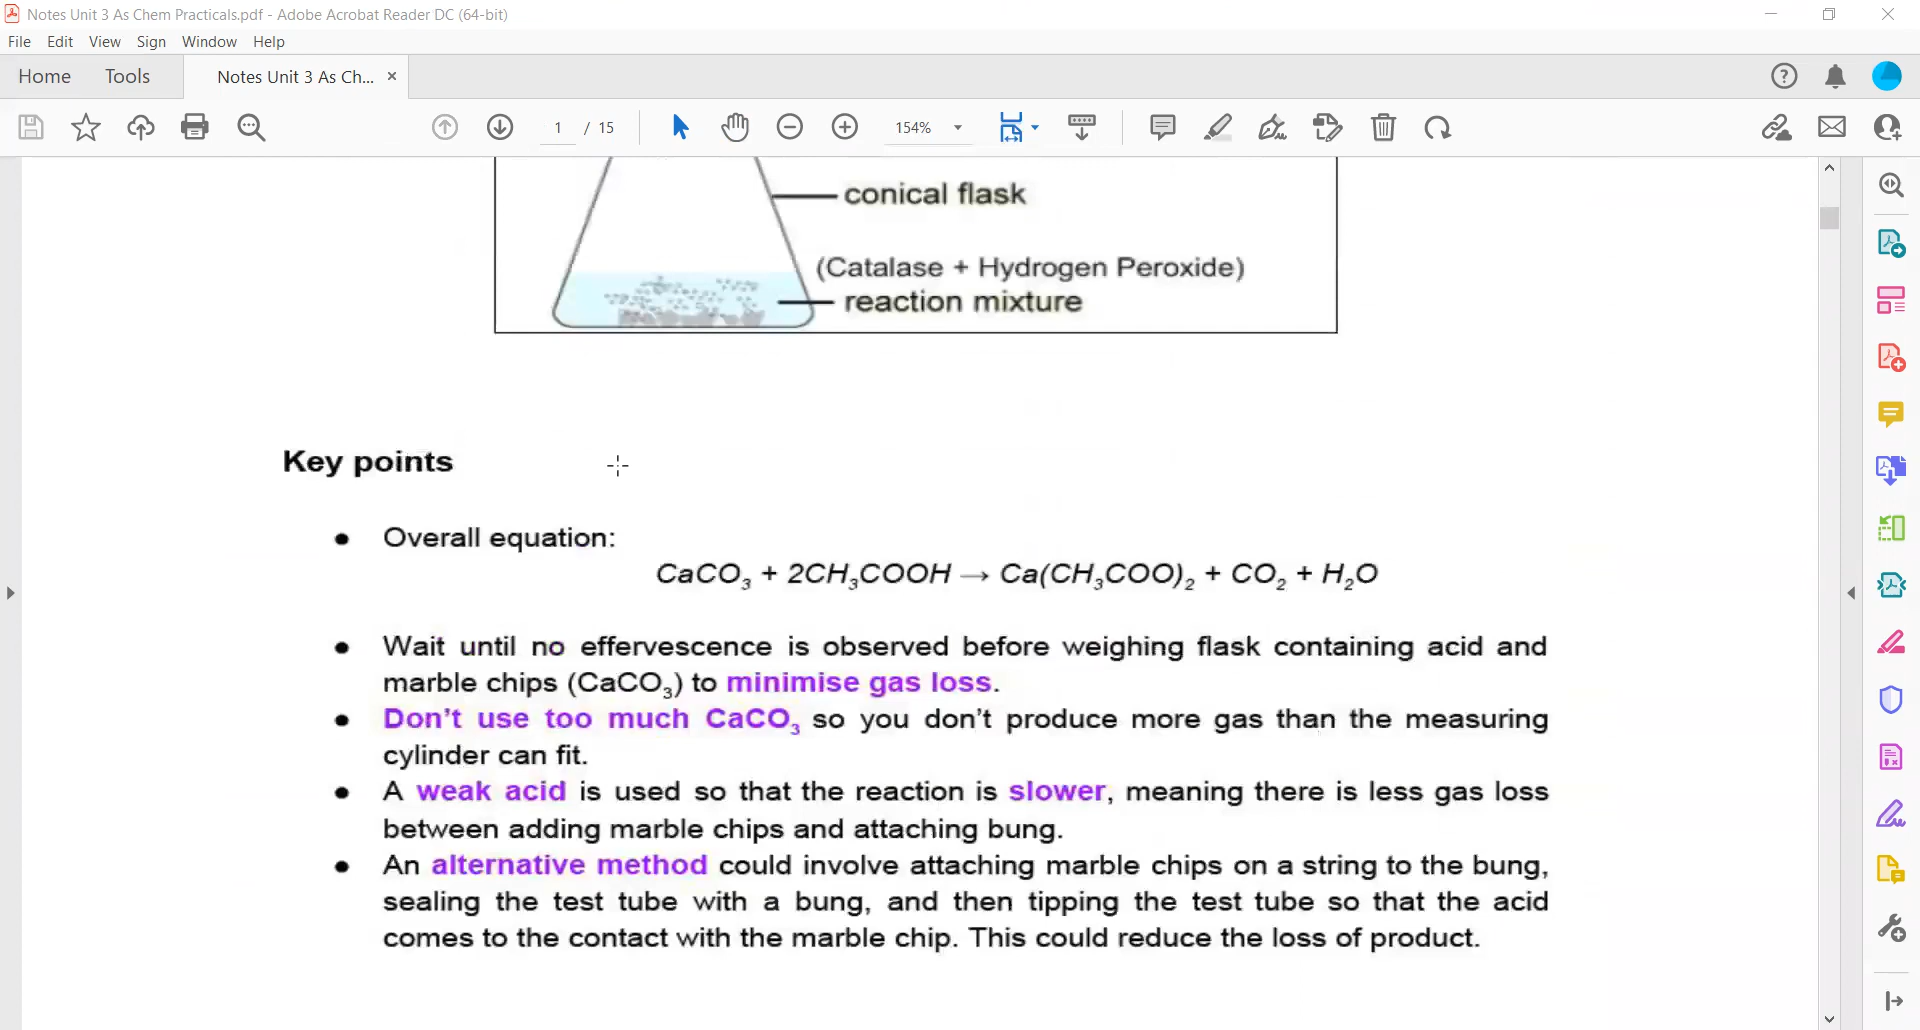 Notes Unit 3 As Chem Practicals.pdf - Adobe Acrobat Reader DC (64-bit)
File Edit View Sign Window Help
Home Tools Notes Unit 3 As Ch... ×
1 / 15 154%
conical flask
(Catalase + Hydrogen Peroxide)
reaction mixture
Key points
● Overall equation:
CaCO₃ + 2CH₃COOH → Ca(CH₃COO)₂ + CO₂ + H₂O
● Wait until no effervescence is observed before weighing flask containing acid and
marble chips (CaCO₃) to minimise gas loss.
● Don't use too much CaCO₃ so you don't produce more gas than the measuring
cylinder can fit.
● A weak acid is used so that the reaction is slower, meaning there is less gas loss
between adding marble chips and attaching bung.
● An alternative method could involve attaching marble chips on a string to the bung,
sealing the test tube with a bung, and then tipping the test tube so that the acid
comes to the contact with the marble chip. This could reduce the loss of product.